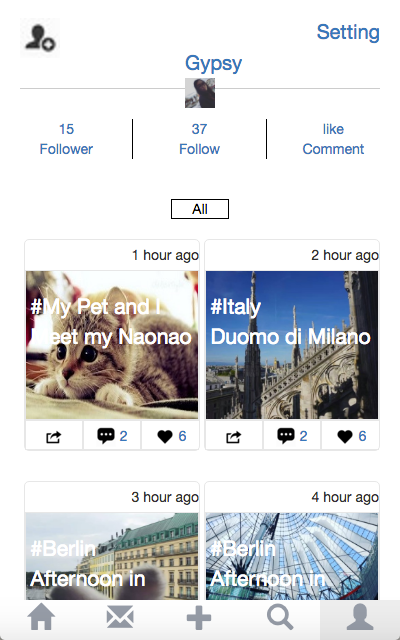 Setting
Gypsy
15
Follower
37
Follow
like
Comment
All
1 hour ago
2 hour ago
#My Pet and I
Meet my Naonao
#Italy
Duomo di Milano
2
6
2
6
3 hour ago
4 hour ago
#Berlin
Afternoon in
#Berlin
Afternoon in